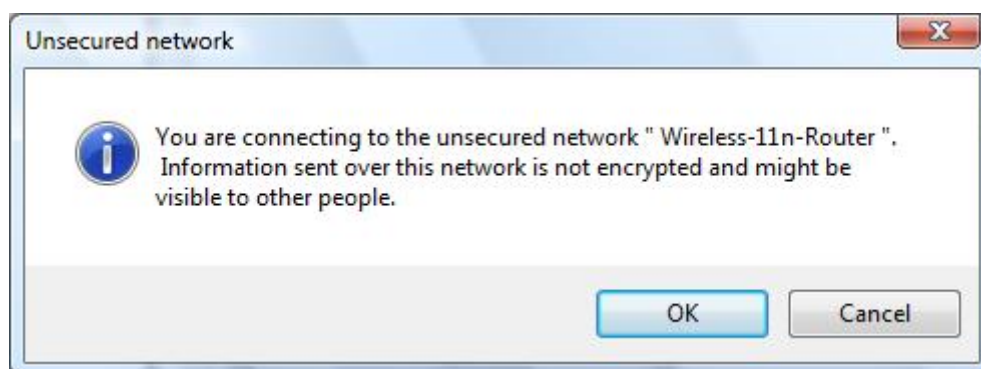 Unsecured network
You are connecting to the unsecured network " Wireless-11n-Router ".
Information sent over this network is not encrypted and might be
visible to other people.
OK
Cancel